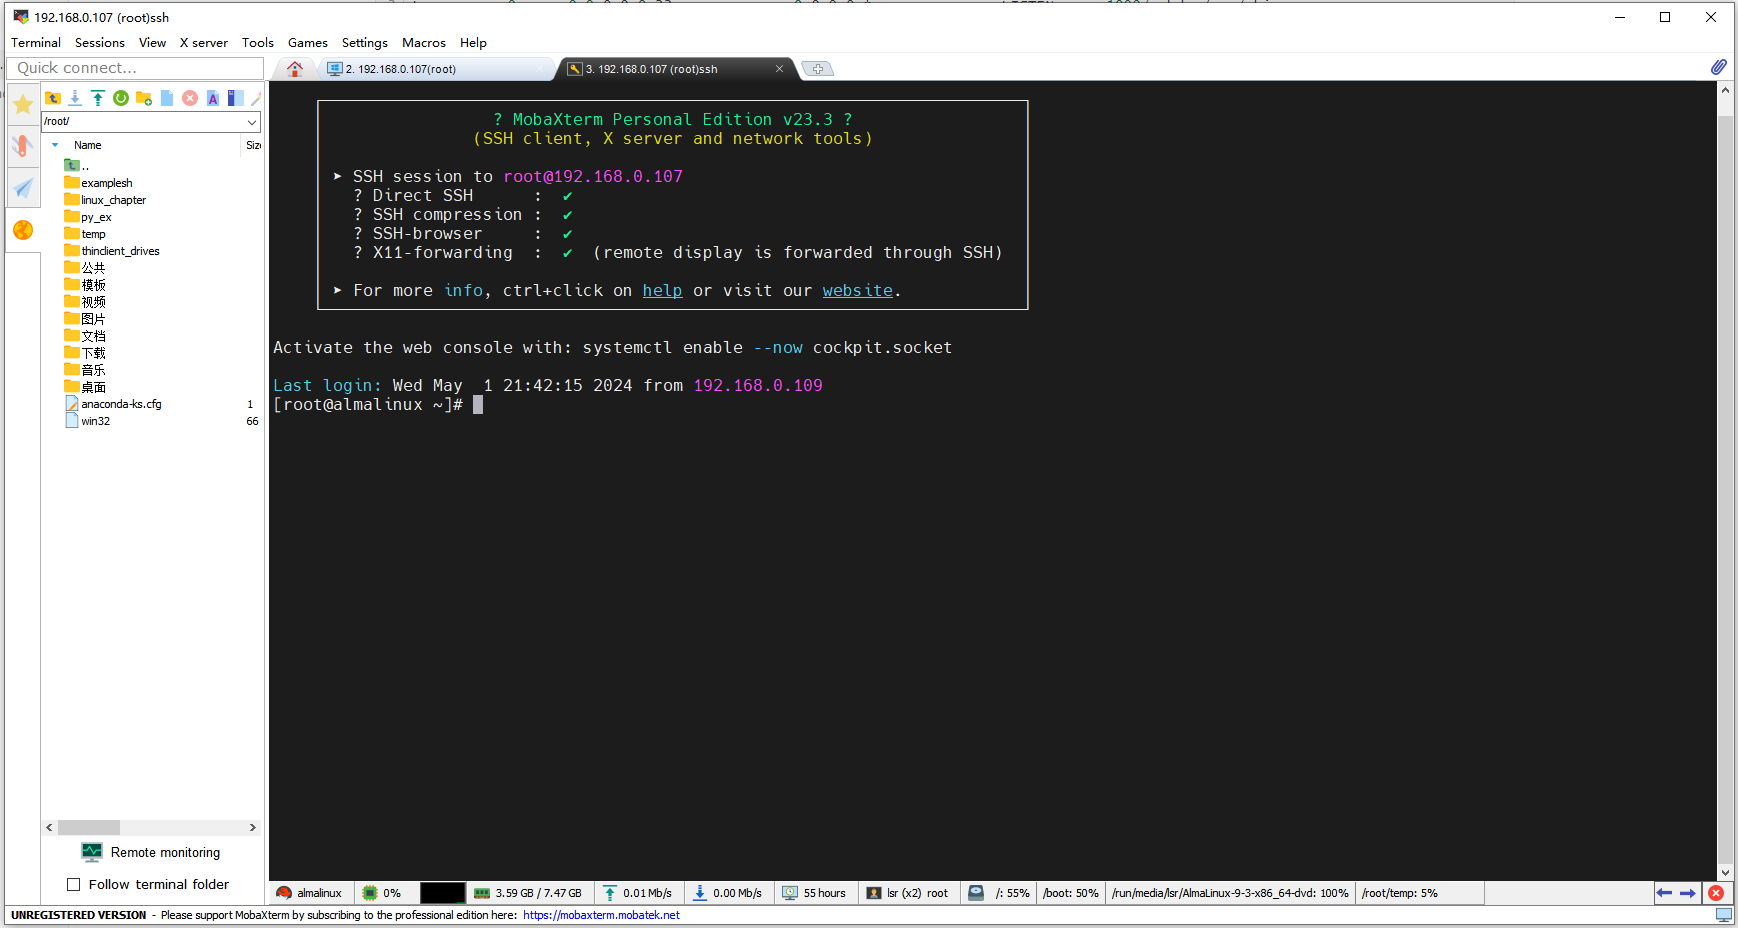 192.168.0.107 (root)ssh
Terminal Sessions View X server Tools Games Settings Macros Help
Quick connect...
2. 192.168.0.107(root)
3. 192.168.0.107 (root)ssh
/root/
Name
..
examplesh
linux_chapter
py_ex
temp
thinclient_drives
公共
模板
视频
图片
文档
下载
音乐
桌面
anaconda-ks.cfg 1
win32 66
Remote monitoring
Follow terminal folder
? MobaXterm Personal Edition v23.3 ?
(SSH client, X server and network tools)
➤ SSH session to root@192.168.0.107
? Direct SSH : ✔
? SSH compression : ✔
? SSH-browser : ✔
? X11-forwarding : ✔ (remote display is forwarded through SSH)
➤ For more info, ctrl+click on help or visit our website.
Activate the web console with: systemctl enable --now cockpit.socket
Last login: Wed May  1 21:42:15 2024 from 192.168.0.109
[root@almalinux ~]#
almalinux 0% 3.59 GB / 7.47 GB 0.01 Mb/s 0.00 Mb/s 55 hours lsr (x2) root /: 55% /boot: 50% /run/media/lsr/AlmaLinux-9-3-x86_64-dvd: 100% /root/temp: 5%
UNREGISTERED VERSION - Please support MobaXterm by subscribing to the professional edition here: https://mobaxterm.mobatek.net